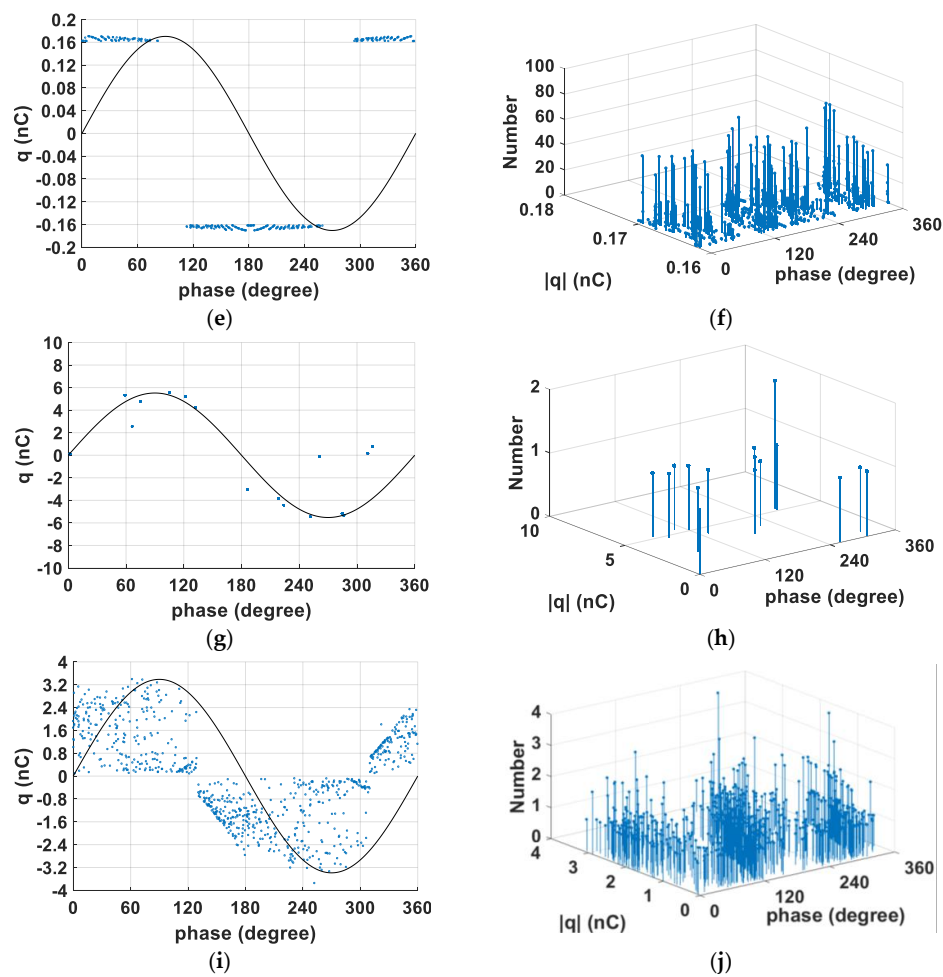 0.2
0.16
0.12
0.08
0.04
0
-0.04
-0.08
-0.12
-0.16
-0.2
q (nC)
0 60 120 180 240 300 360
phase (degree)
(e)
100
80
60
40
20
0
Number
0.18
0.17
0.16
|q| (nC)
0 120 240 360
phase (degree)
(f)
10
8
6
4
2
0
-2
-4
-6
-8
-10
q (nC)
0 60 120 180 240 300 360
phase (degree)
(g)
2
1
0
Number
10
5
0
|q| (nC)
0 120 240 360
phase (degree)
(h)
4
3.2
2.4
1.6
0.8
0
-0.8
-1.6
-2.4
-3.2
-4
q (nC)
0 60 120 180 240 300 360
phase (degree)
(i)
4
3
2
1
0
Number
4
3
2
1
0
|q| (nC)
0 120 240 360
phase (degree)
(j)